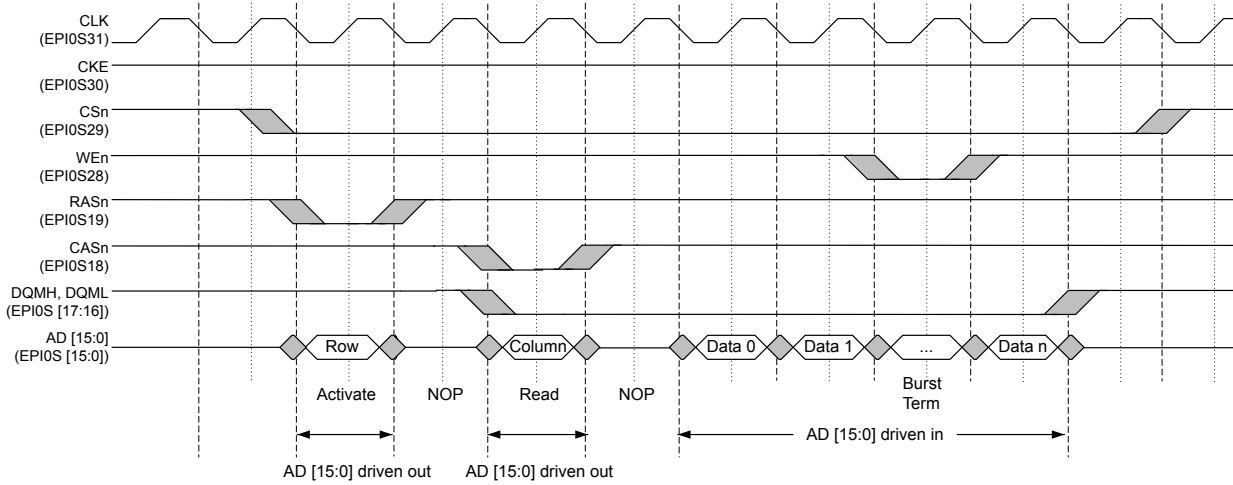 CLK
(EPI0S31)
CKE
(EPI0S30)
CSn
(EPI0S29)
WEn
(EPI0S28)
RASn
(EPI0S19)
CASn
(EPI0S18)
DQMH, DQML
(EPI0S [17:16])
AD [15:0]
(EPI0S [15:0])
Row
Column
Data 0
Data 1
...
Data n
Activate
NOP
Read
NOP
Burst
Term
AD [15:0] driven in
AD [15:0] driven out
AD [15:0] driven out